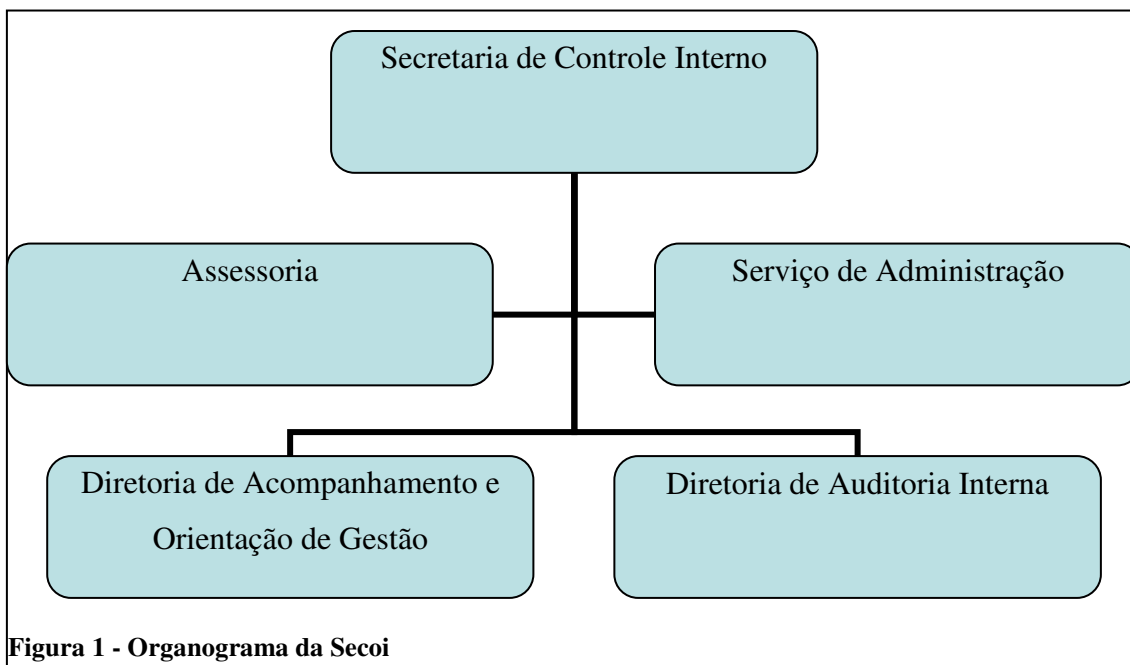 Secretaria de Controle Interno
Assessoria
Serviço de Administração
Diretoria de Acompanhamento e
Orientação de Gestão
Diretoria de Auditoria Interna
Figura 1 - Organograma da Secoi